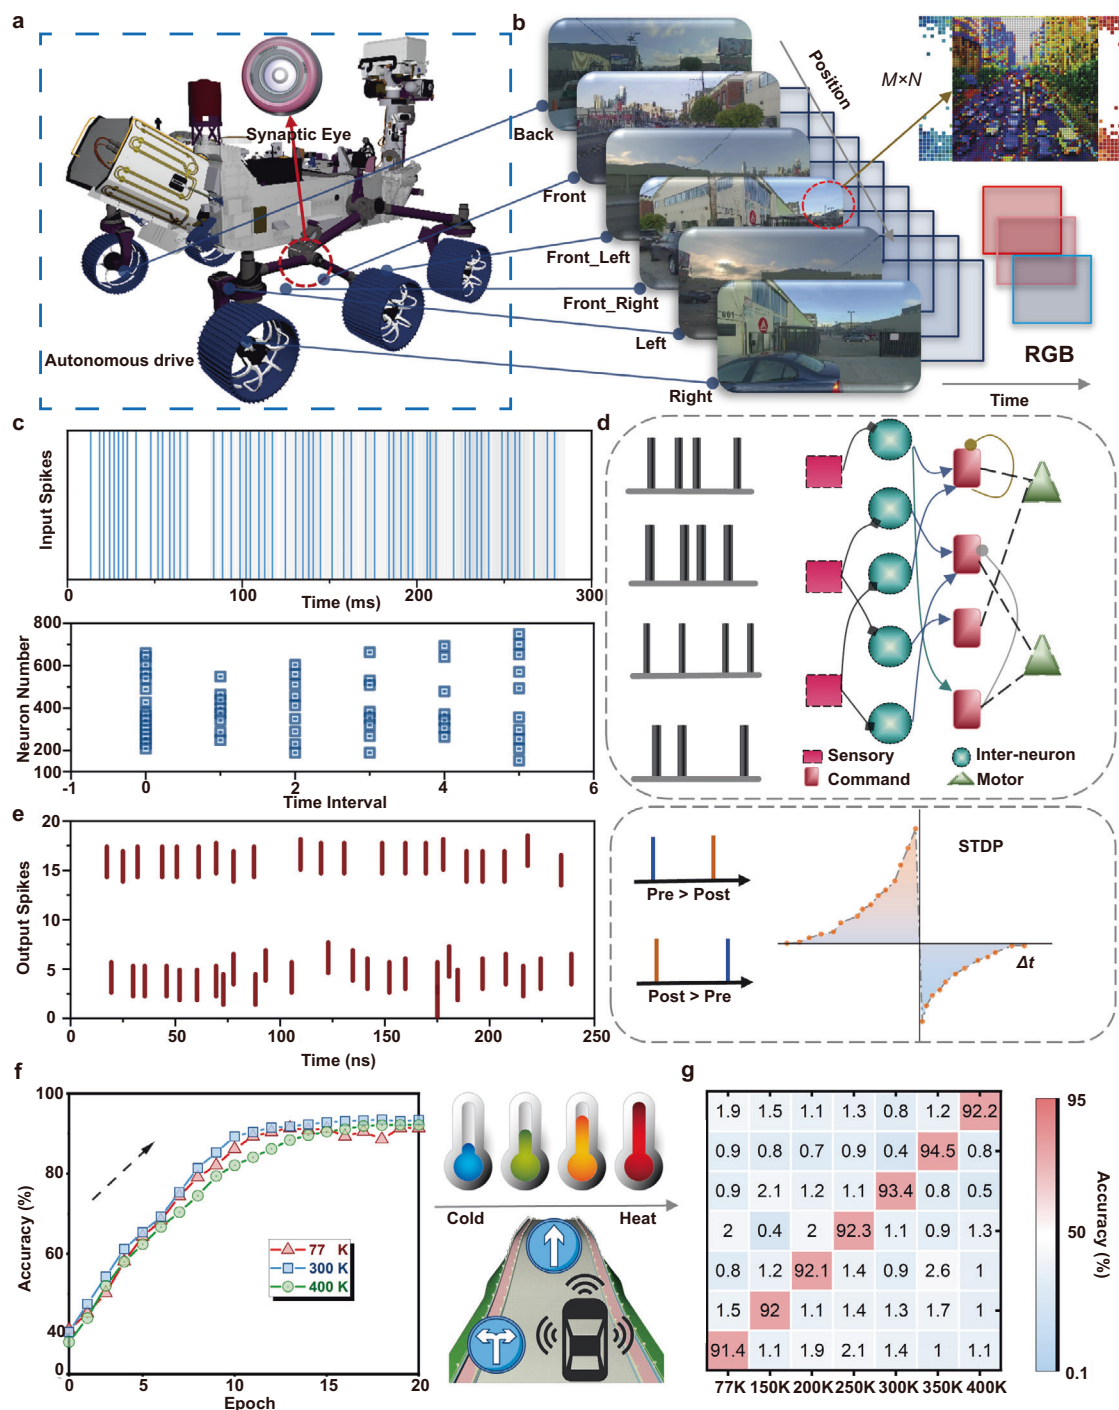 a
b
Synaptic Eye
Autonomous drive
Back
Front
Front_Left
Front_Right
Left
Right
Position
M×N
RGB
Time
c
Input Spikes
0 100 200 300
Time (ms)
Neuron Number
800
600
400
200
100
-1 0 2 4 6
Time Interval
d
Sensory
Inter-neuron
Command
Motor
e
Output Spikes
20
15
10
5
0
0 50 100 150 200 250
Time (ns)
Pre > Post
Post > Pre
STDP
Δt
f
Accuracy (%)
100
80
60
40
0
0 5 10 15 20
Epoch
77 K
300 K
400 K
Cold
Heat
g
1.9 1.5 1.1 1.3 0.8 1.2 92.2
0.9 0.8 0.7 0.9 0.4 94.5 0.8
0.9 2.1 1.2 1.1 93.4 0.8 0.5
2 0.4 2 92.3 1.1 0.9 1.3
0.8 1.2 92.1 1.4 0.9 2.6 1
1.5 92 1.1 1.4 1.3 1.7 1
91.4 1.1 1.9 2.1 1.4 1 1.1
77K 150K 200K 250K 300K 350K 400K
95
50
0.1
Accuracy (%)